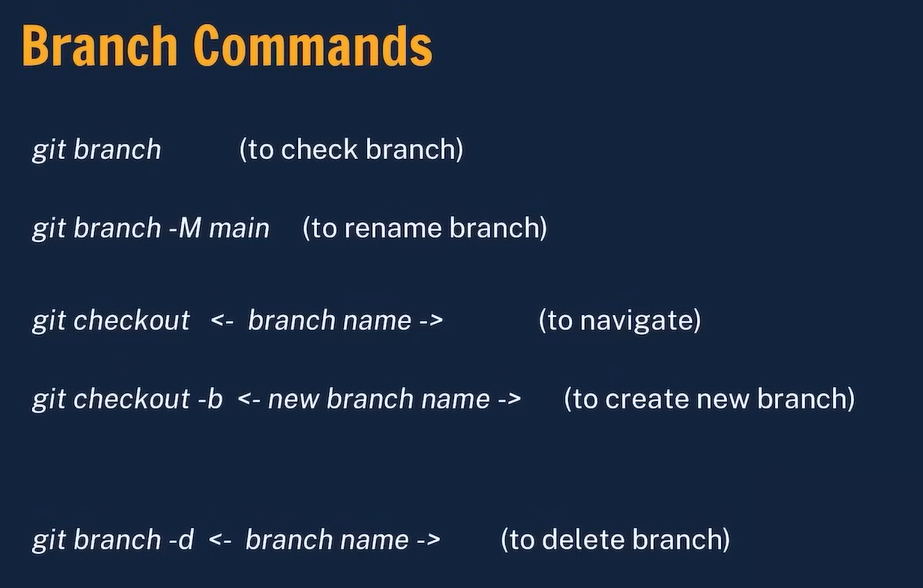 Branch Commands
git branch (to check branch)
git branch -M main (to rename branch)
git checkout <- branch name -> (to navigate)
git checkout -b <- new branch name -> (to create new branch)
git branch -d <- branch name -> (to delete branch)